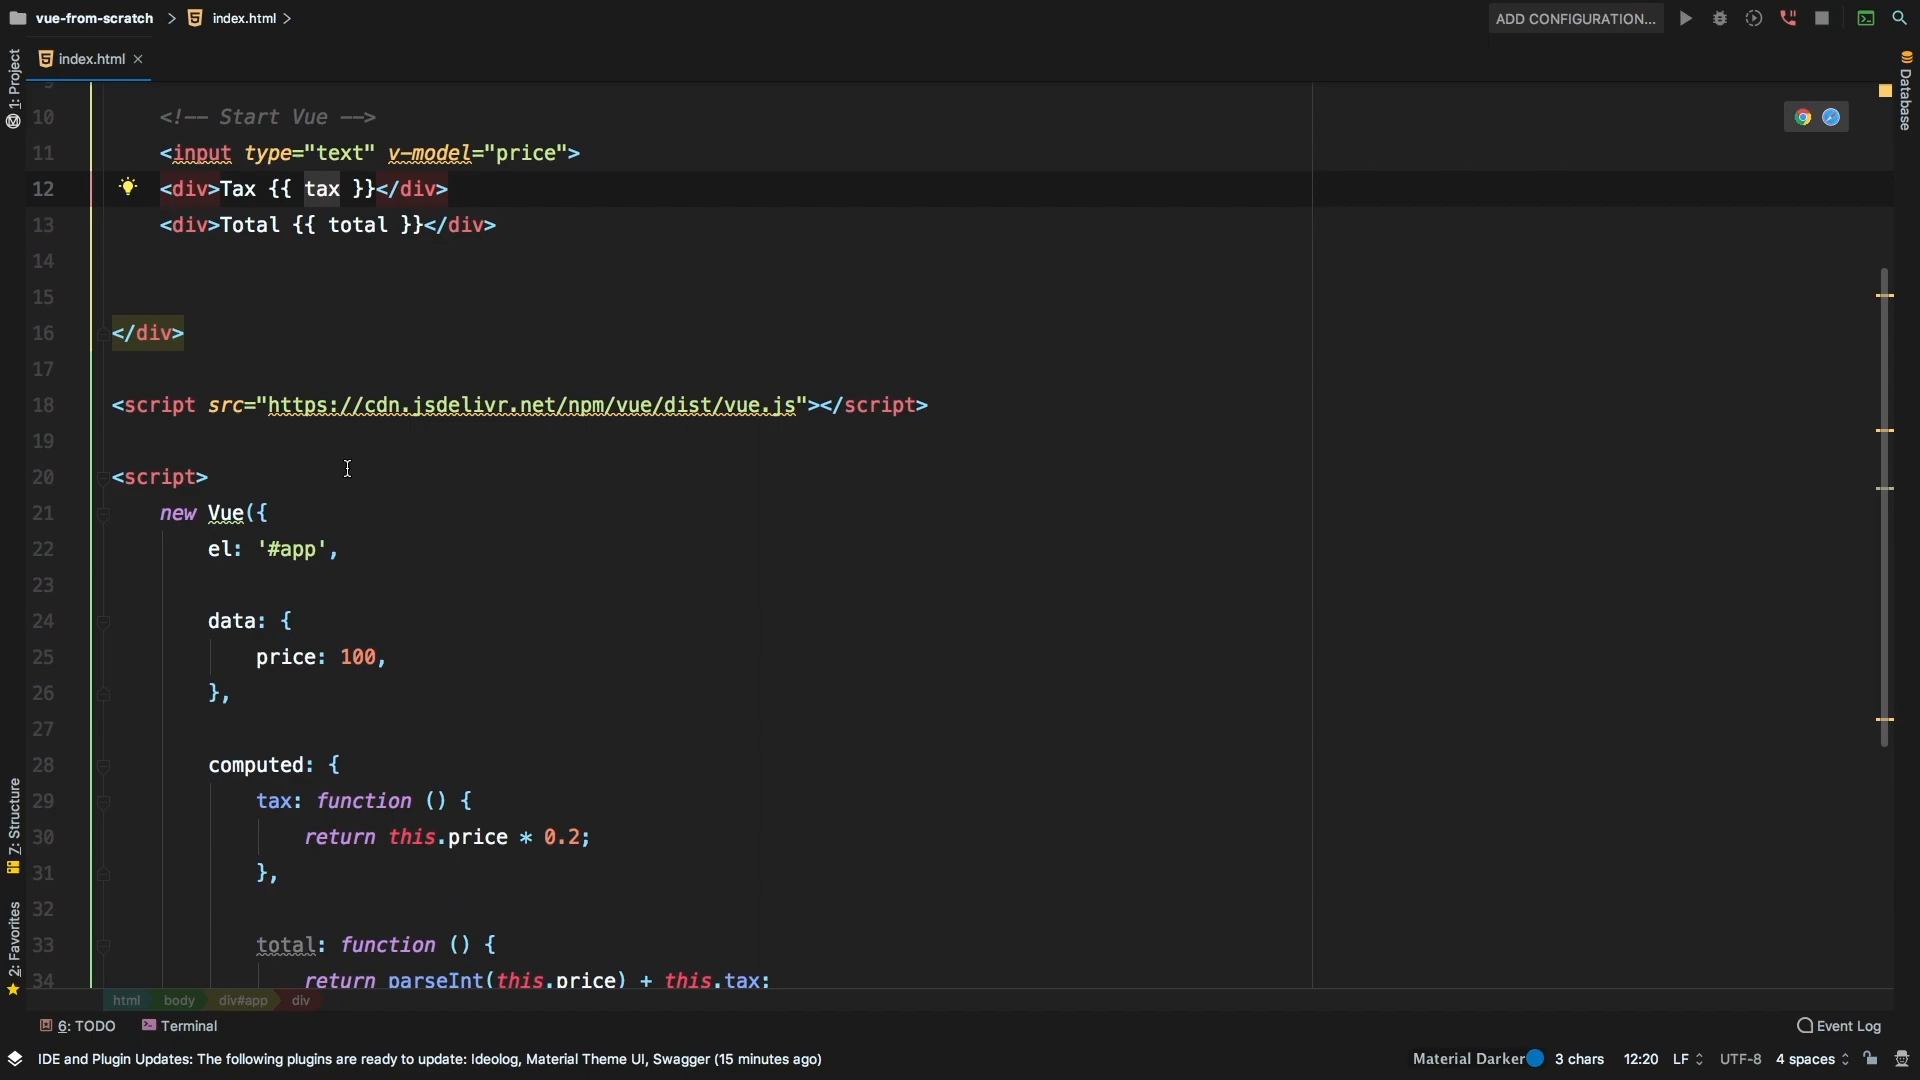 vue-from-scratch > index.html >
ADD CONFIGURATION...
index.html ×
1: Project
Database
10 <!-- Start Vue -->
11 <input type="text" v-model="price">
12 <div>Tax {{ tax }}</div>
13 <div>Total {{ total }}</div>
14
15
16 </div>
17
18 <script src="https://cdn.jsdelivr.net/npm/vue/dist/vue.js"></script>
19
20 <script>
21 new Vue({
22 el: '#app',
23
24 data: {
25 price: 100,
26 },
27
28 computed: {
29 tax: function () {
30 return this.price * 0.2;
31 },
32
33 total: function () {
34 return parseInt(this.price) + this.tax;
7: Structure
2: Favorites
html body div#app div
6: TODO Terminal
Event Log
IDE and Plugin Updates: The following plugins are ready to update: Ideolog, Material Theme UI, Swagger (15 minutes ago)
Material Darker 3 chars 12:20 LF UTF-8 4 spaces